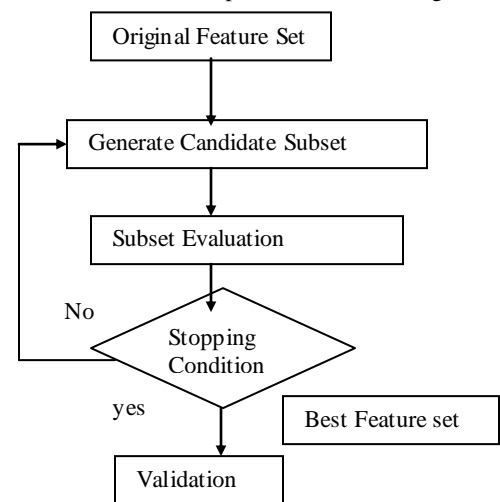 Original Feature Set
Generate Candidate Subset
Subset Evaluation
No
Stopping
Condition
yes
Best Feature set
Validation